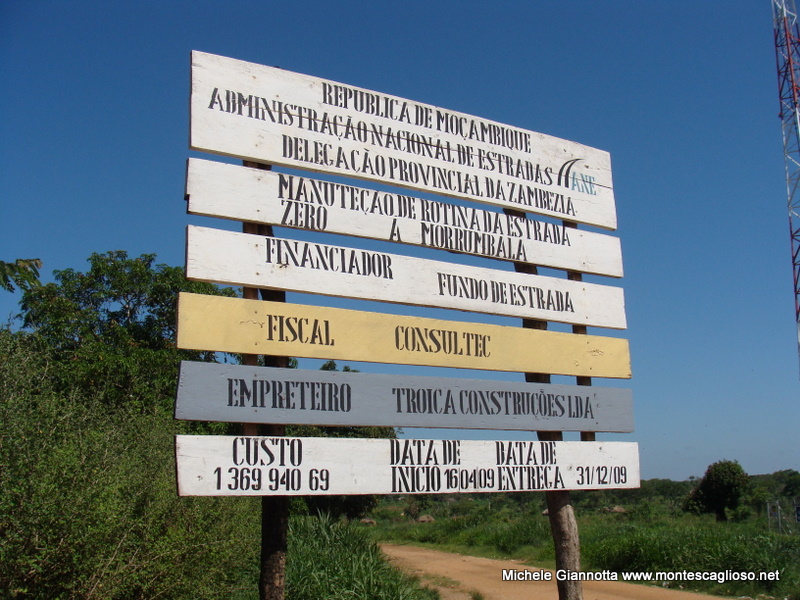 REPUBLICA DE MOÇAMBIQUE
ADMINISTRAÇÃO NACIONAL DE ESTRADAS
ANE
DELEGAÇÃO PROVINCIAL DA ZAMBEZIA
MANUTEÇÃO DE ROTINA DA ESTRADA
ZERO A MORRUMBALA
FINANCIADOR FUNDO DE ESTRADA
FISCAL CONSULTEC
EMPRETEIRO TROICA CONSTRUÇÕES LDA
CUSTO DATA DE DATA DE
1 369 940 69 INICIO 16/04/09 ENTREGA 31/12/09
Michele Giannotta www.montescaglioso.net